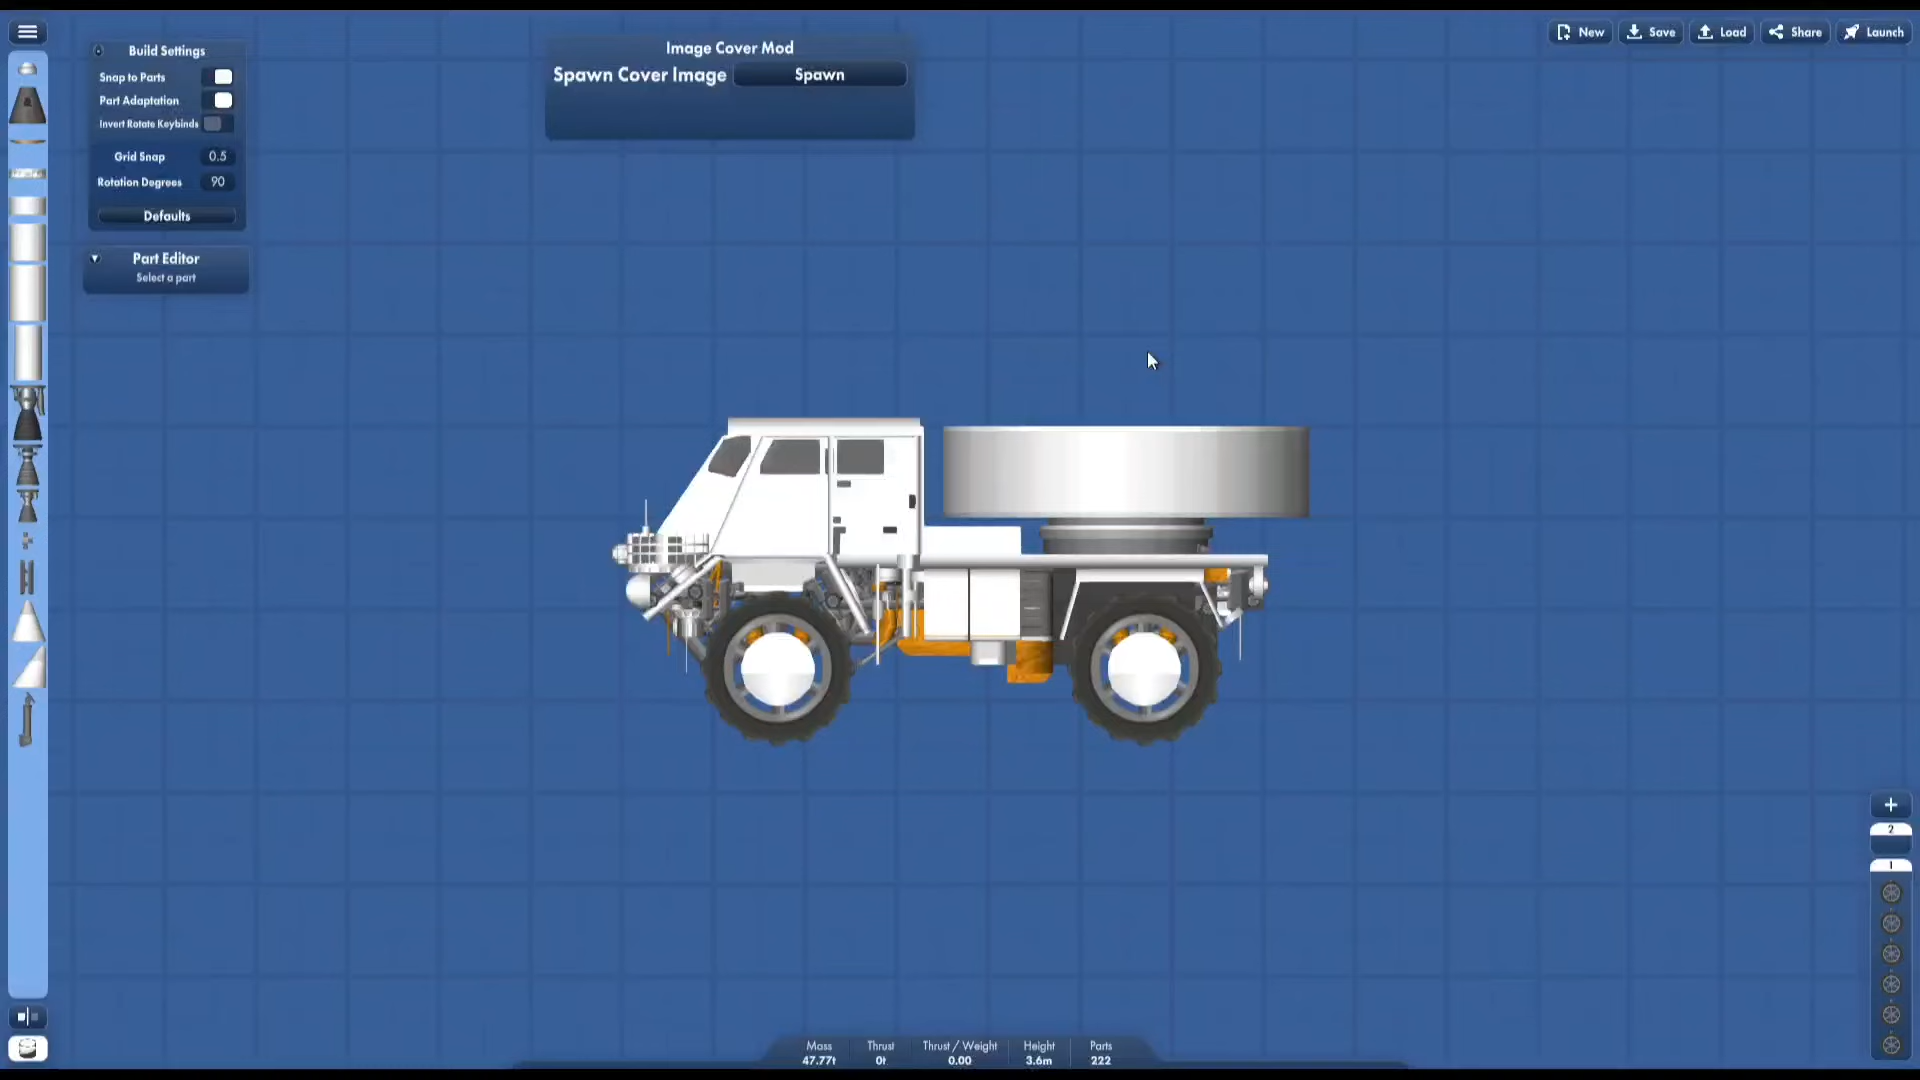 New
Save
Load
Share
Launch
Build Settings
Snap to Parts
Part Adaptation
Invert Rotate Keybinds
Grid Snap 0.5
Rotation Degrees 90
Defaults
Part Editor
Select a part
Image Cover Mod
Spawn Cover Image Spawn
2
1
Mass Thrust Thrust / Weight Height Parts
47.77t 0t 0.00 3.6m 222